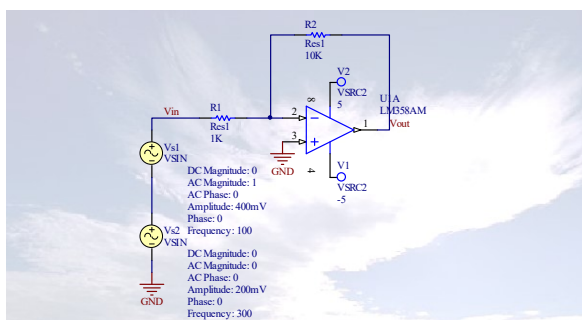 R2
Res1
10K
V2
VSRC2
5
U1A
LM358AM
8
Vin
R1
Res1
1K
2
3
1
Vout
GND
4
V1
VSRC2
-5
Vs1
VSIN
DC Magnitude: 0
AC Magnitude: 1
AC Phase: 0
Amplitude: 400mV
Phase: 0
Frequency: 100
Vs2
VSIN
DC Magnitude: 0
AC Magnitude: 0
AC Phase: 0
Amplitude: 200mV
Phase: 0
Frequency: 300
GND